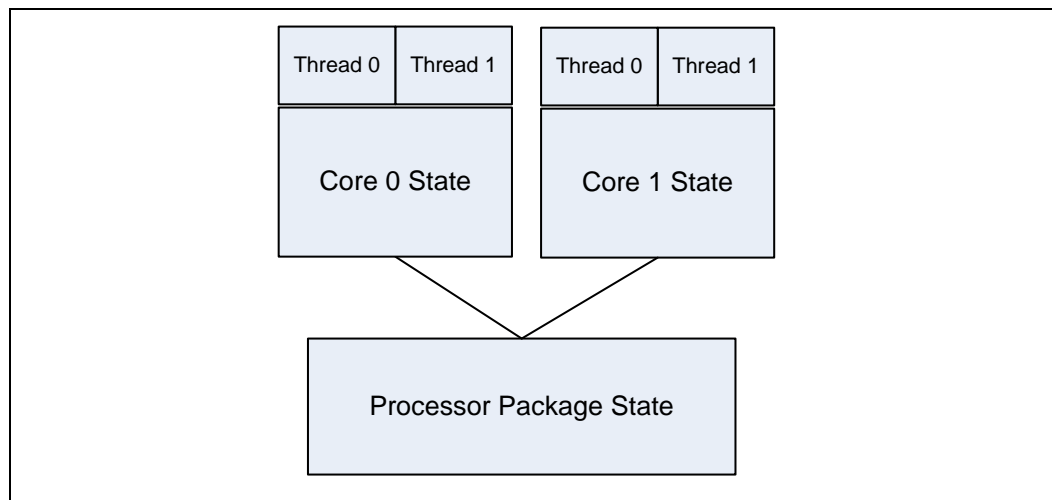 Thread 0 Thread 1 Thread 0 Thread 1
Core 0 State Core 1 State
Processor Package State